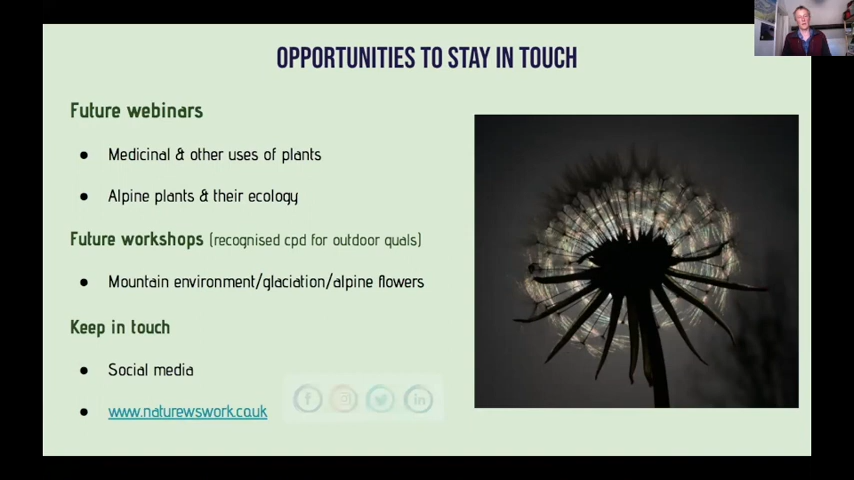 OPPORTUNITIES TO STAY IN TOUCH
Future webinars
● Medicinal & other uses of plants
● Alpine plants & their ecology
Future workshops (recognised cpd for outdoor quals)
● Mountain environment/glaciation/alpine flowers
Keep in touch
● Social media
● www.naturewswork.co.uk